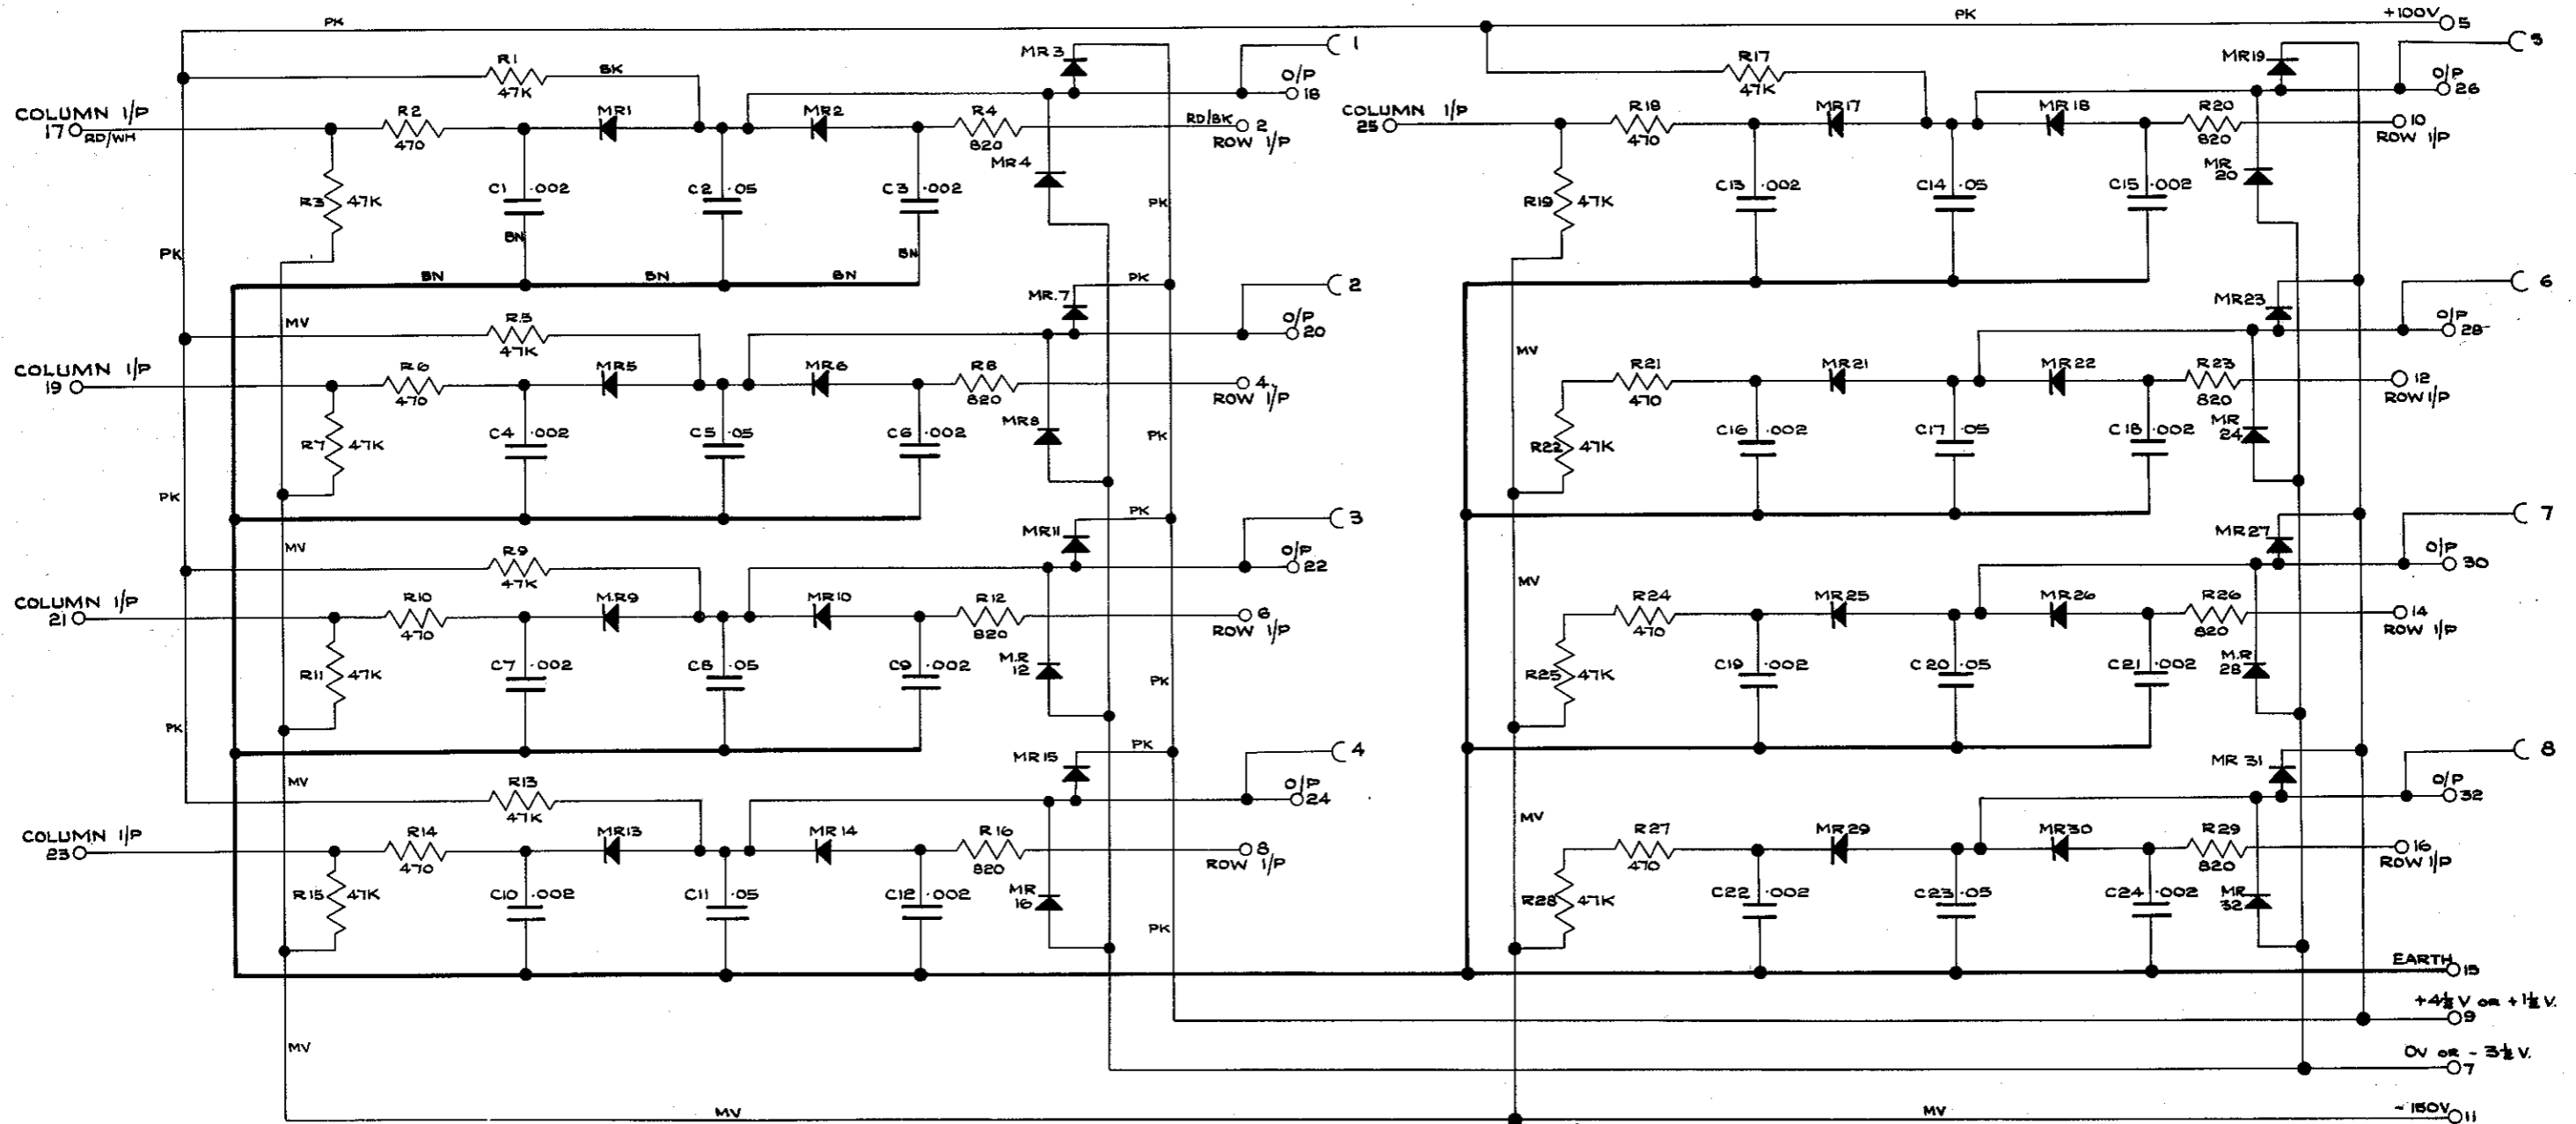 PK PK +100V 5
R1 47K BK MR3 1 R17 47K MR19 5
O/P 18 O/P 26
COLUMN I/P 17 RD/WH R2 470 MR1 MR2 R4 820 RD/BK 2 ROW I/P
COLUMN I/P 25 R18 470 MR17 MR18 R20 820 10 ROW I/P
MR4 MR 20
R3 47K C1 .002 C2 .05 C3 .002 PK
R19 47K C13 .002 C14 .05 C15 .002
PK BN BN
BN BN BN MR.7 PK 2 MR23 6
MV R5 47K O/P 20 O/P 28
COLUMN I/P 19 R6 470 MR5 MR6 R8 820 4 ROW I/P
MV R21 470 MR21 MR22 R23 820 12 ROW I/P
R7 47K C4 .002 C5 .05 C6 .002 MR8 PK
R22 47K C16 .002 C17 .05 C18 .002 MR 24
PK MR11 PK 3 MR27 7
MV R9 47K O/P 22 O/P 30
COLUMN I/P 21 R10 470 MR9 MR10 R12 820 6 ROW I/P
MV R24 470 MR25 MR26 R26 820 14 ROW I/P
R11 47K C7 .002 C8 .05 C9 .002 MR 12 PK
R25 47K C19 .002 C20 .05 C21 .002 MR 28
PK MR15 PK 4 MR 31 8
MV R13 47K O/P 24 O/P 32
COLUMN I/P 23 R14 470 MR13 MR14 R16 820 8 ROW I/P
MV R27 470 MR29 MR30 R29 820 16 ROW I/P
R15 47K C10 .002 C11 .05 C12 .002 MR 16 PK
R28 47K C22 .002 C23 .05 C24 .002 MR 32
EARTH 15
+4½V OR +1½V. 9
MV 0V OR - 3½V. 7
MV MV -150V 11